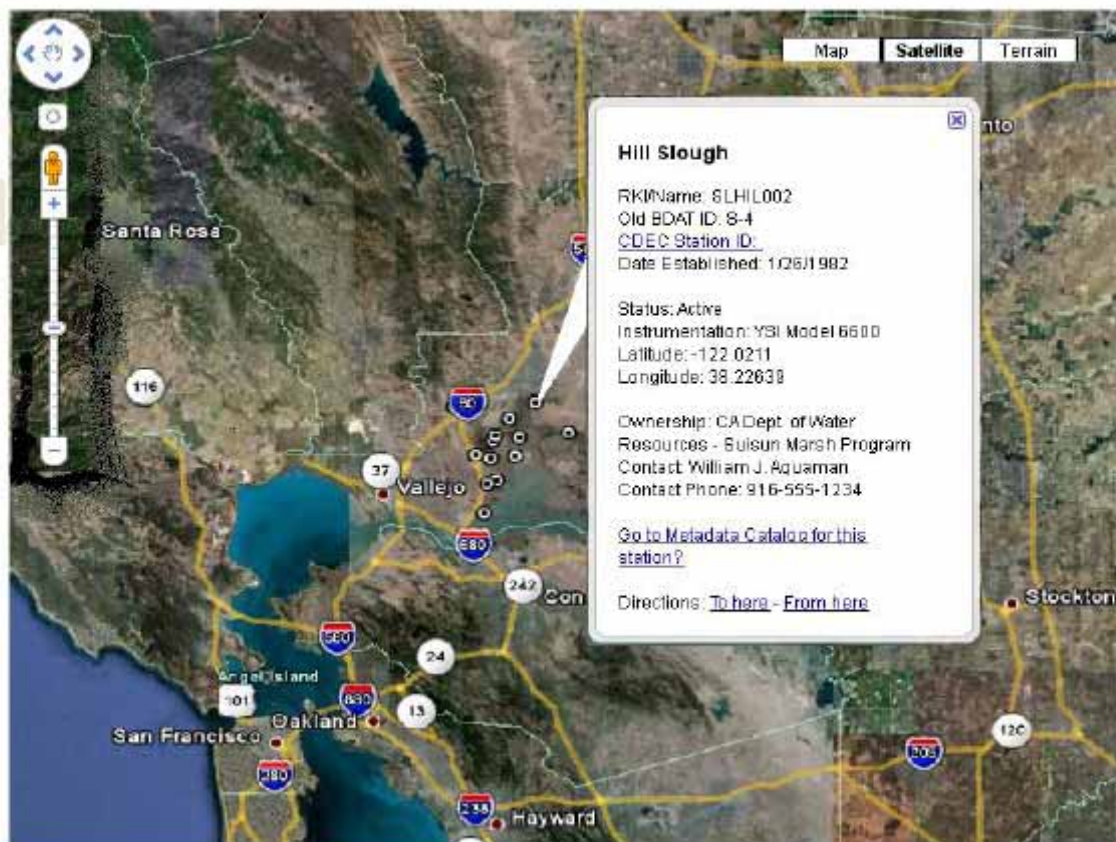 Map
Satellite
Terrain
nto
Hill Slough
RKI/Name: SLHIL002
Old BDAT ID: S-4
CDEC Station ID:
Date Established: 1/26/1982
Status: Active
Instrumentation: YSI Model 6600
Latitude: -122.0211
Longitude: 38.22639
Ownership: CA Dept. of Water
Resources - Suisun Marsh Program
Contact: William J. Aquaman
Contact Phone: 916-555-1234
Go to Metadata Catalog for this
station?
Directions: To here - From here
Santa Rosa
116
80
37
Vallejo
680
242
Con
Stockton
580
24
Angel Island
101
880
13
Oakland
San Francisco
120
205
280
238
Hayward